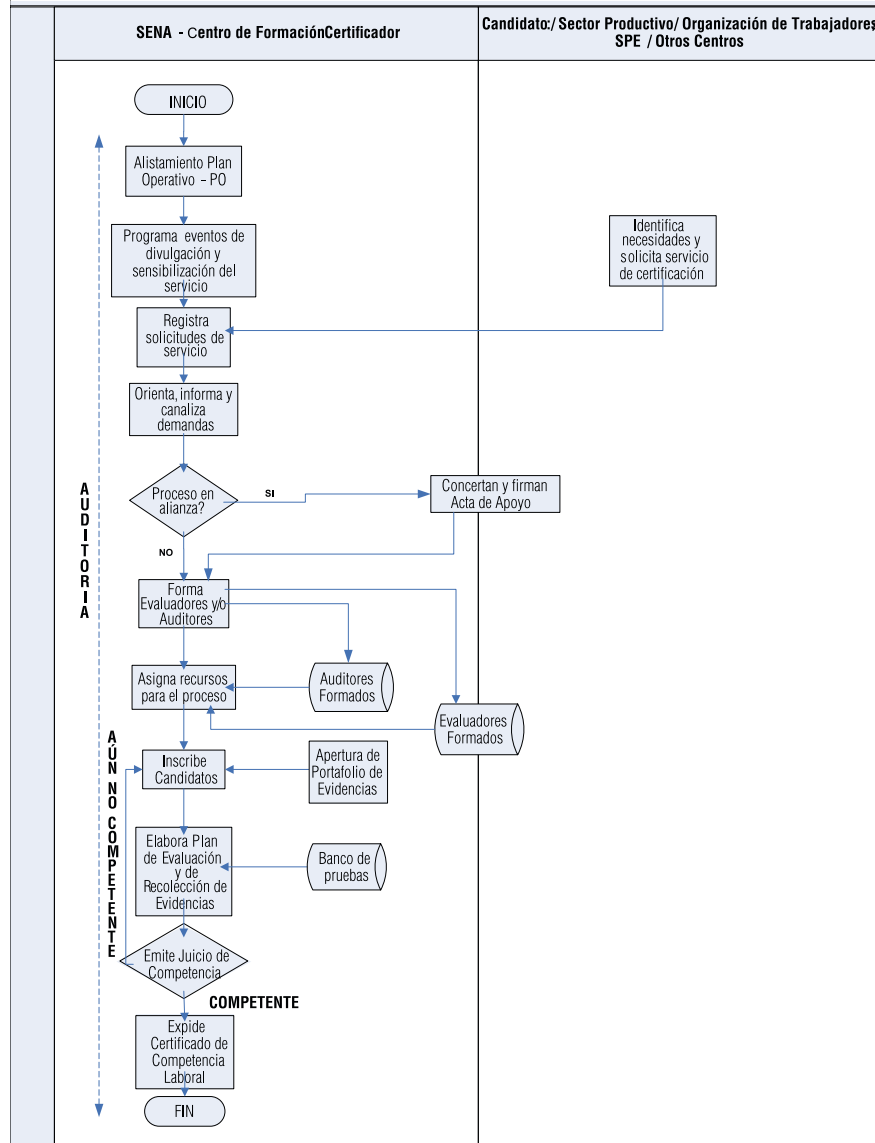 SENA - Centro de FormaciónCertificador
Candidato:/ Sector Productivo/ Organización de Trabajadores
SPE / Otros Centros
INICIO
Alistamiento Plan
Operativo – PO
Programa eventos de
divulgación y
sensibilización del
servicio
Identifica
necesidades y
solicita servicio
de certificación
Registra
solicitudes de
servicio
Orienta, informa y
canaliza
demandas
Proceso en
alianza?
SI
Concertan y firman
Acta de Apoyo
NO
AUDITORIA
Forma
Evaluadores y/o
Auditores
Asigna recursos
para el proceso
Auditores
Formados
Evaluadores
Formados
AÚN NO COMPETENTE
Inscribe
Candidatos
Apertura de
Portafolio de
Evidencias
Elabora Plan
de Evaluación
y de
Recolección de
Evidencias
Banco de
pruebas
Emite Juicio de
Competencia
COMPETENTE
Expide
Certificado de
Competencia
Laboral
FIN